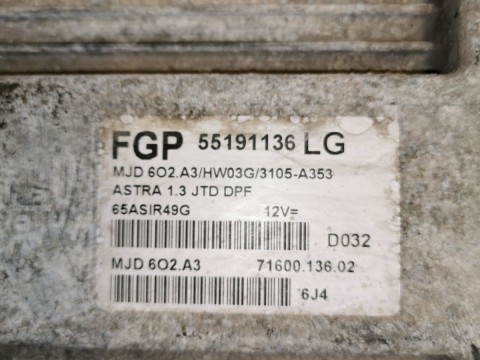 FGP 55191136 LG
MJD 6O2.A3/HW03G/3105-A353
ASTRA 1.3 JTD DPF
65ASIR49G 12V=
D032
MJD 6O2.A3 71600.136.02
6J4